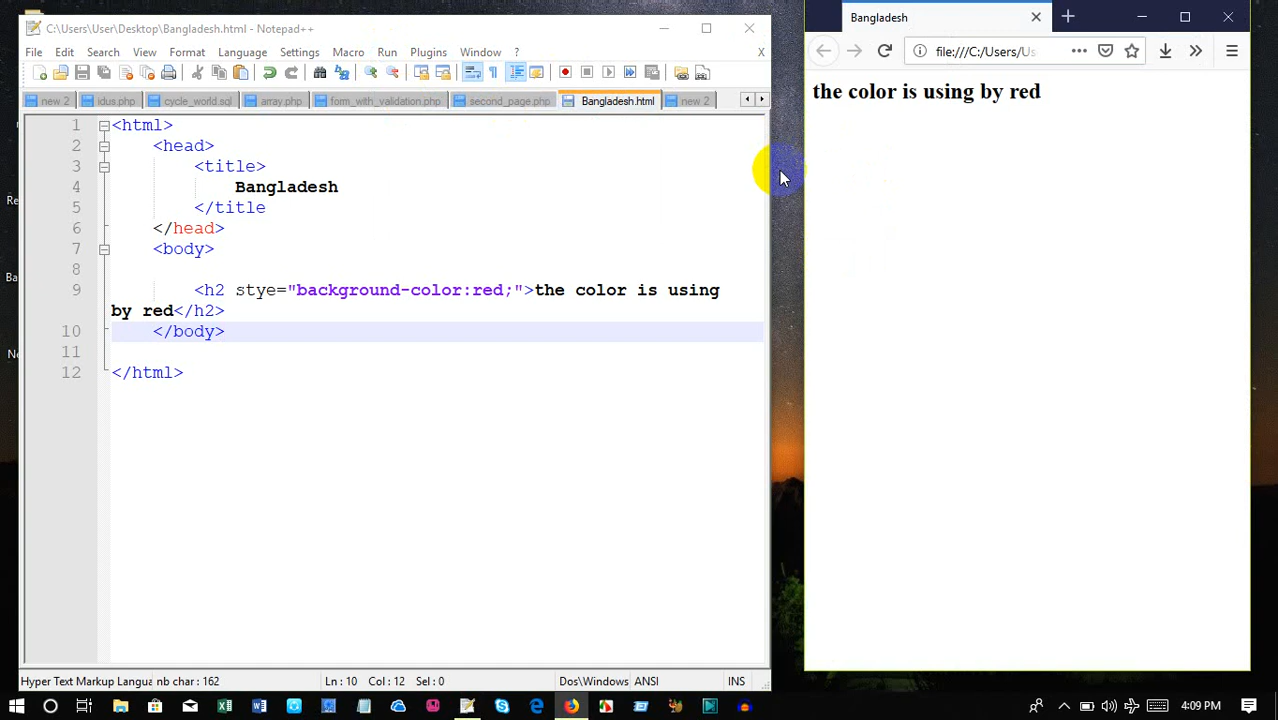 C:\Users\User\Desktop\Bangladesh.html - Notepad++
File Edit Search View Format Encoding Language Settings Macro Run Plugins Window ?
X
new 2 idus.php cycle_world.sql array.php form_with_validation.php second_page.php Bangladesh.html new 2
1 <html>
2 <head>
3 <title>
4 Bangladesh
5 </title
6 </head>
7 <body>
8
9 <h2 stye="background-color:red;">the color is using
by red</h2>
10 </body>
11
12 </html>
Hyper Text Markup Langua nb char : 162 Ln : 10 Col : 12 Sel : 0 Dos\Windows ANSI INS
Bangladesh
file:///C:/Users/Us
the color is using by red
Re
Ba
No
4:09 PM